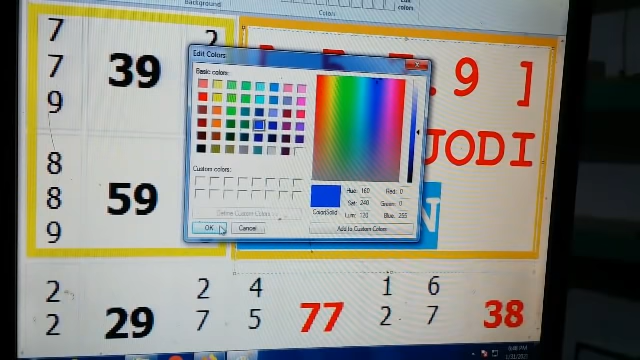 Background
Colors
Edit
colors
7
7
9
39
2
. 9 ]
JODI
N
8
8
9
59
Edit Colors
Basic colors:
Custom colors:
Define Custom Colors >>
OK
Cancel
Color|Solid
Hue: 160
Sat: 240
Lum: 120
Red: 0
Green: 0
Blue: 255
Add to Custom Colors
2
2
29
2
7
4
5
77
1
2
6
7
38